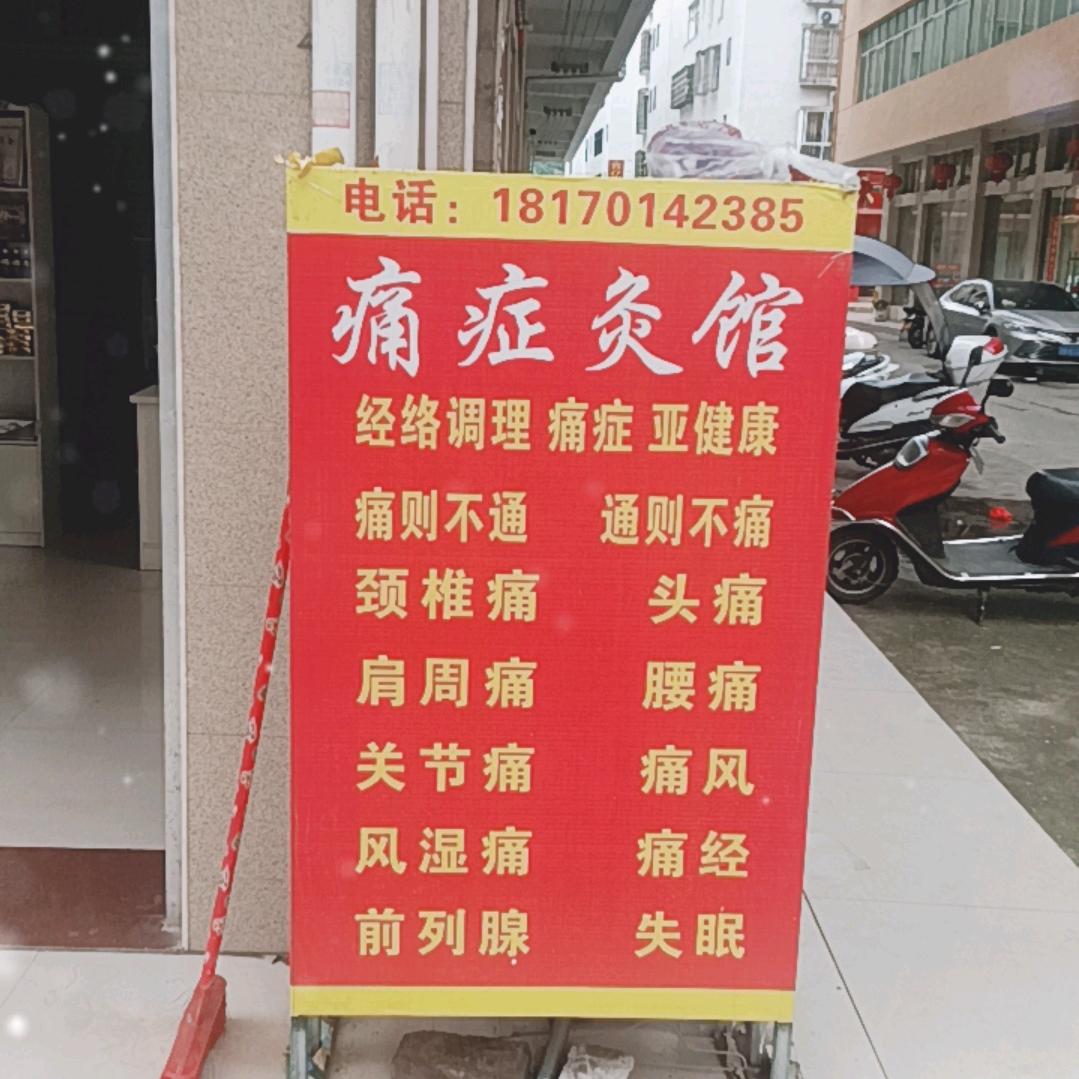 电话：18170142385
痛症灸馆
经络调理 痛症 亚健康
痛则不通 通则不痛
颈椎痛 头痛
肩周痛 腰痛
关节痛 痛风
风湿痛 痛经
前列腺 失眠